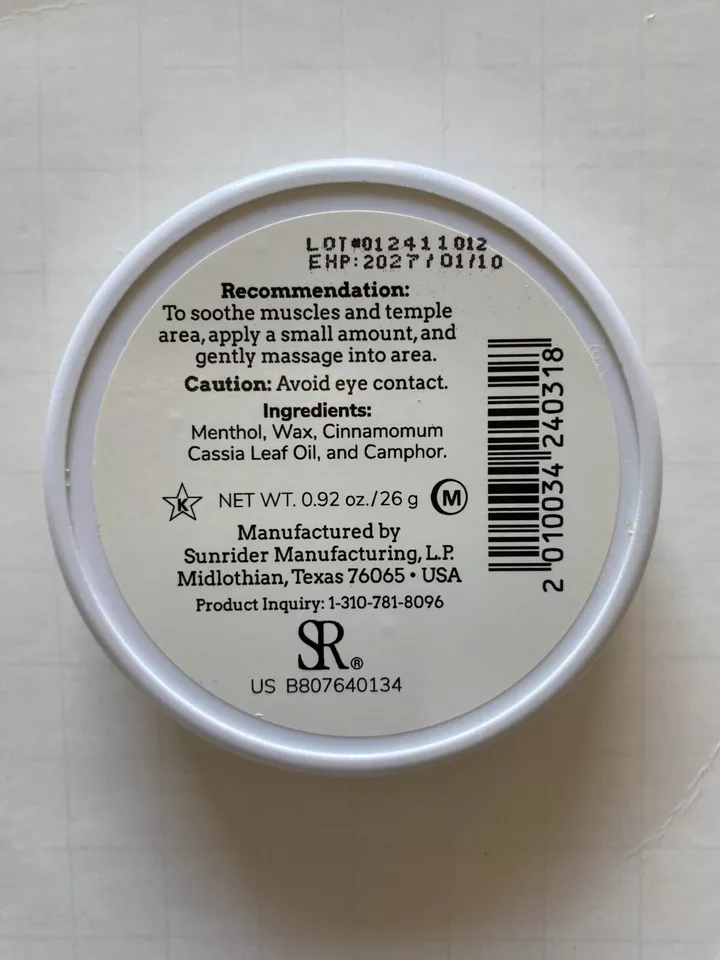 LOT#012411012
EHP:2027/01/10
Recommendation:
To soothe muscles and temple
area, apply a small amount, and
gently massage into area.
Caution: Avoid eye contact.
Ingredients:
Menthol, Wax, Cinnamomum
Cassia Leaf Oil, and Camphor.
K NET WT. 0.92 oz./26 g M
Manufactured by
Sunrider Manufacturing, L.P.
Midlothian, Texas 76065 • USA
Product Inquiry: 1-310-781-8096
SR®
US B807640134
2 010034 240318